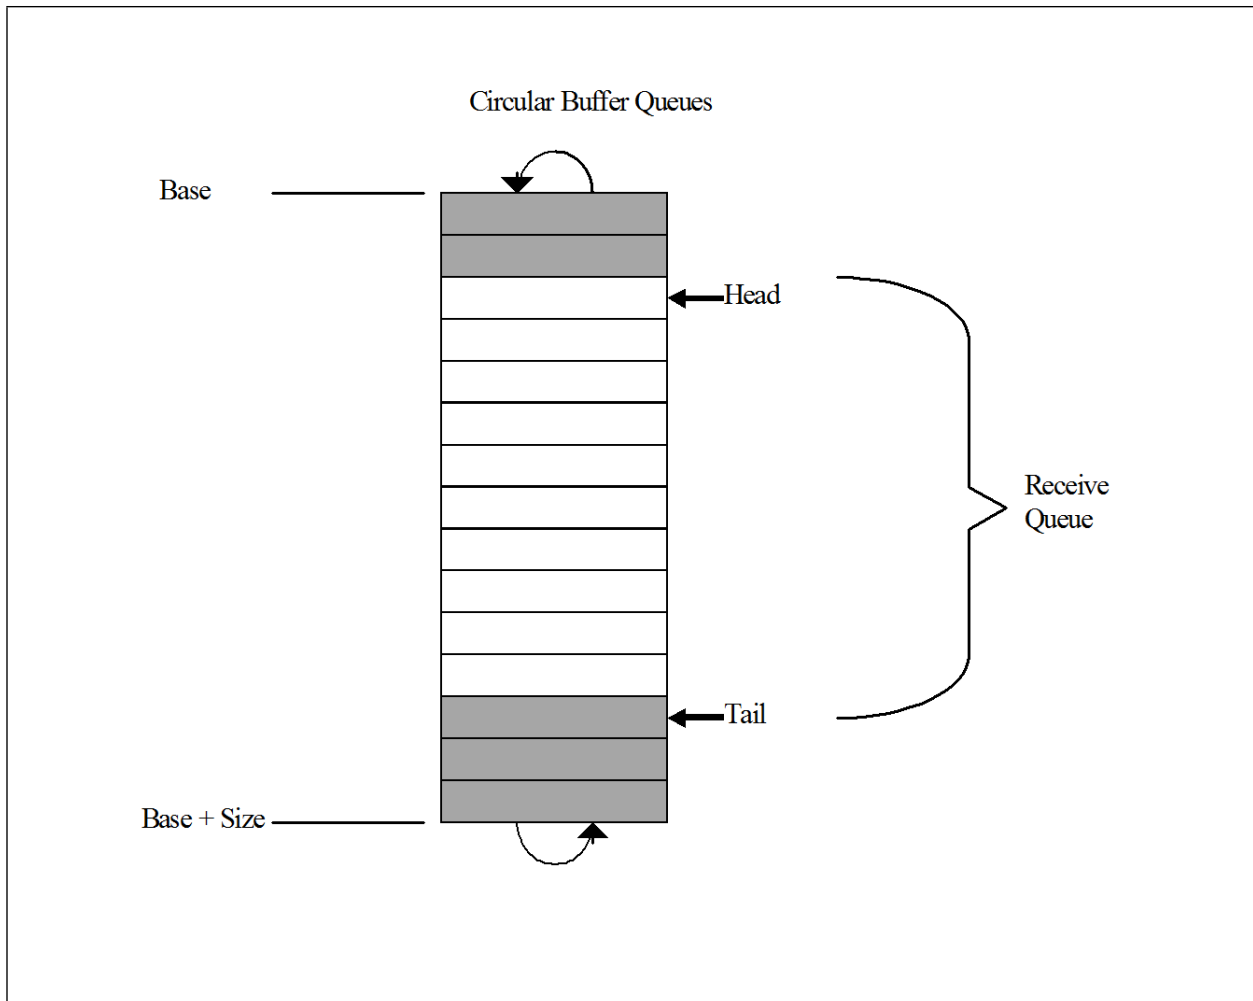 Circular Buffer Queues
Base
Head
Receive
Queue
Tail
Base + Size